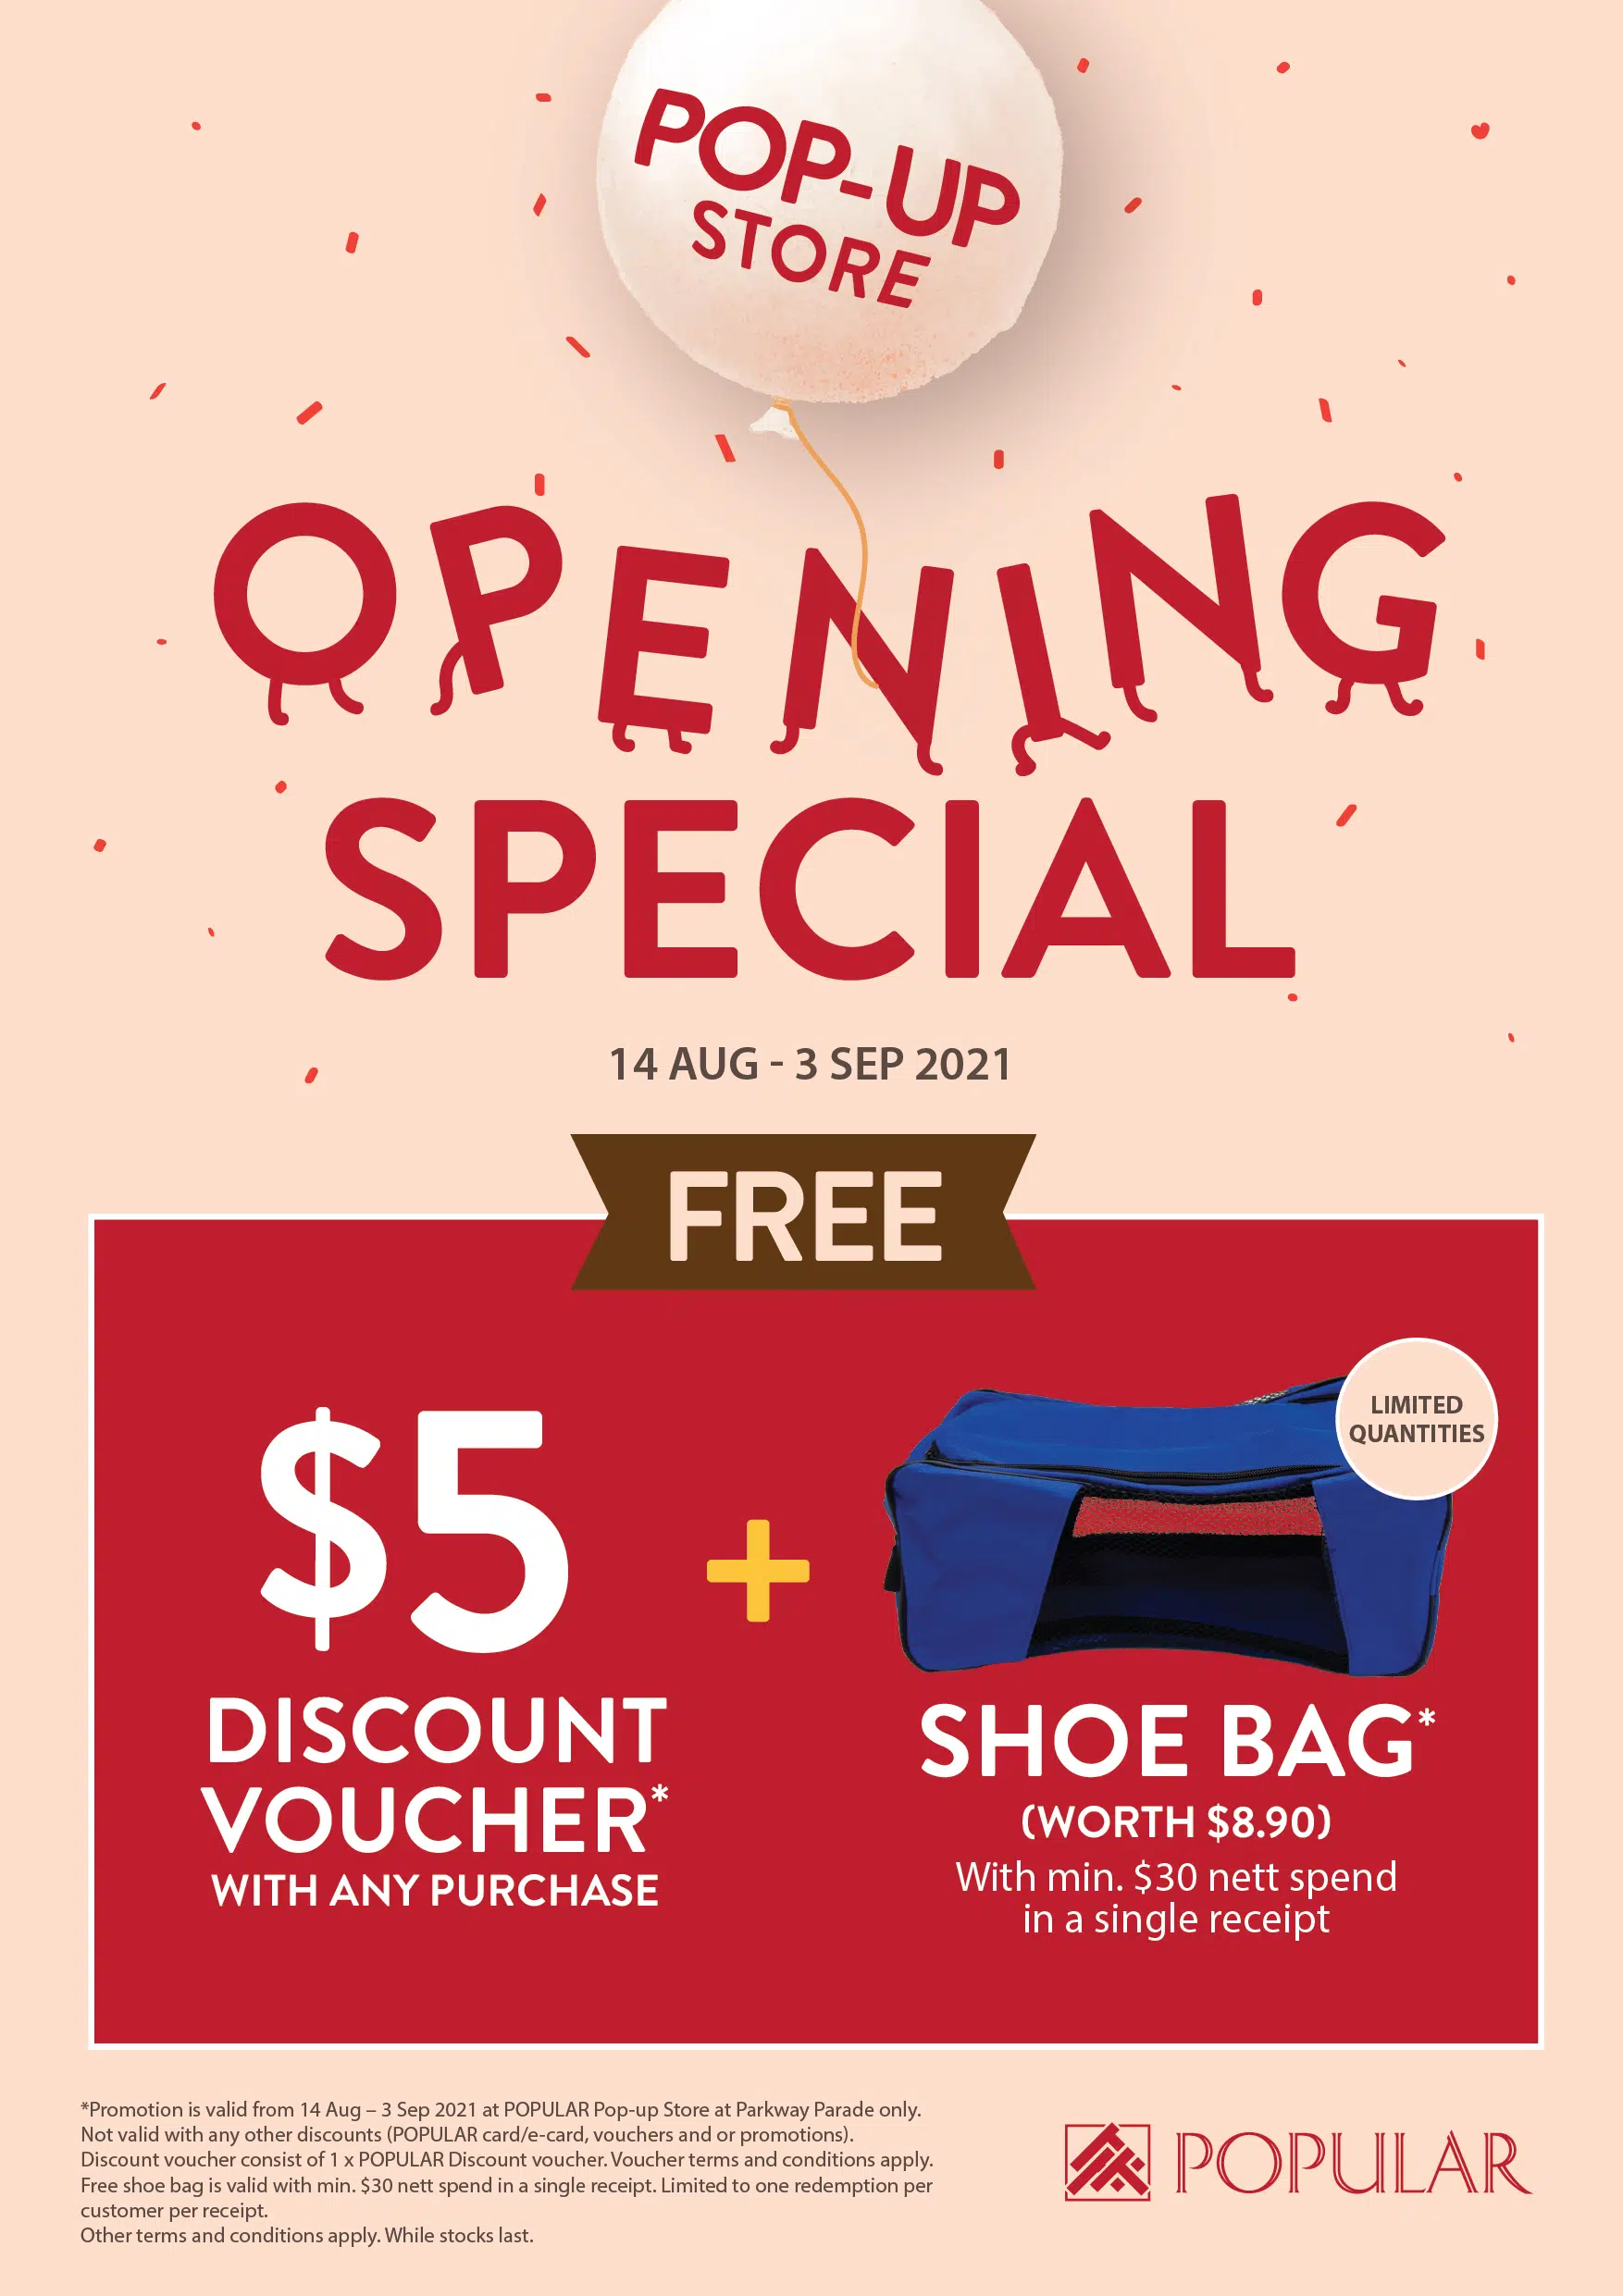 POP-UP
STORE
OPENING
SPECIAL
14 AUG - 3 SEP 2021
FREE
$5
DISCOUNT
VOUCHER*
WITH ANY PURCHASE
+
LIMITED
QUANTITIES
SHOE BAG*
(WORTH $8.90)
With min. $30 nett spend
in a single receipt
*Promotion is valid from 14 Aug – 3 Sep 2021 at POPULAR Pop-up Store at Parkway Parade only.
Not valid with any other discounts (POPULAR card/e-card, vouchers and or promotions).
Discount voucher consist of 1 x POPULAR Discount voucher. Voucher terms and conditions apply.
Free shoe bag is valid with min. $30 nett spend in a single receipt. Limited to one redemption per
customer per receipt.
Other terms and conditions apply. While stocks last.
POPULAR